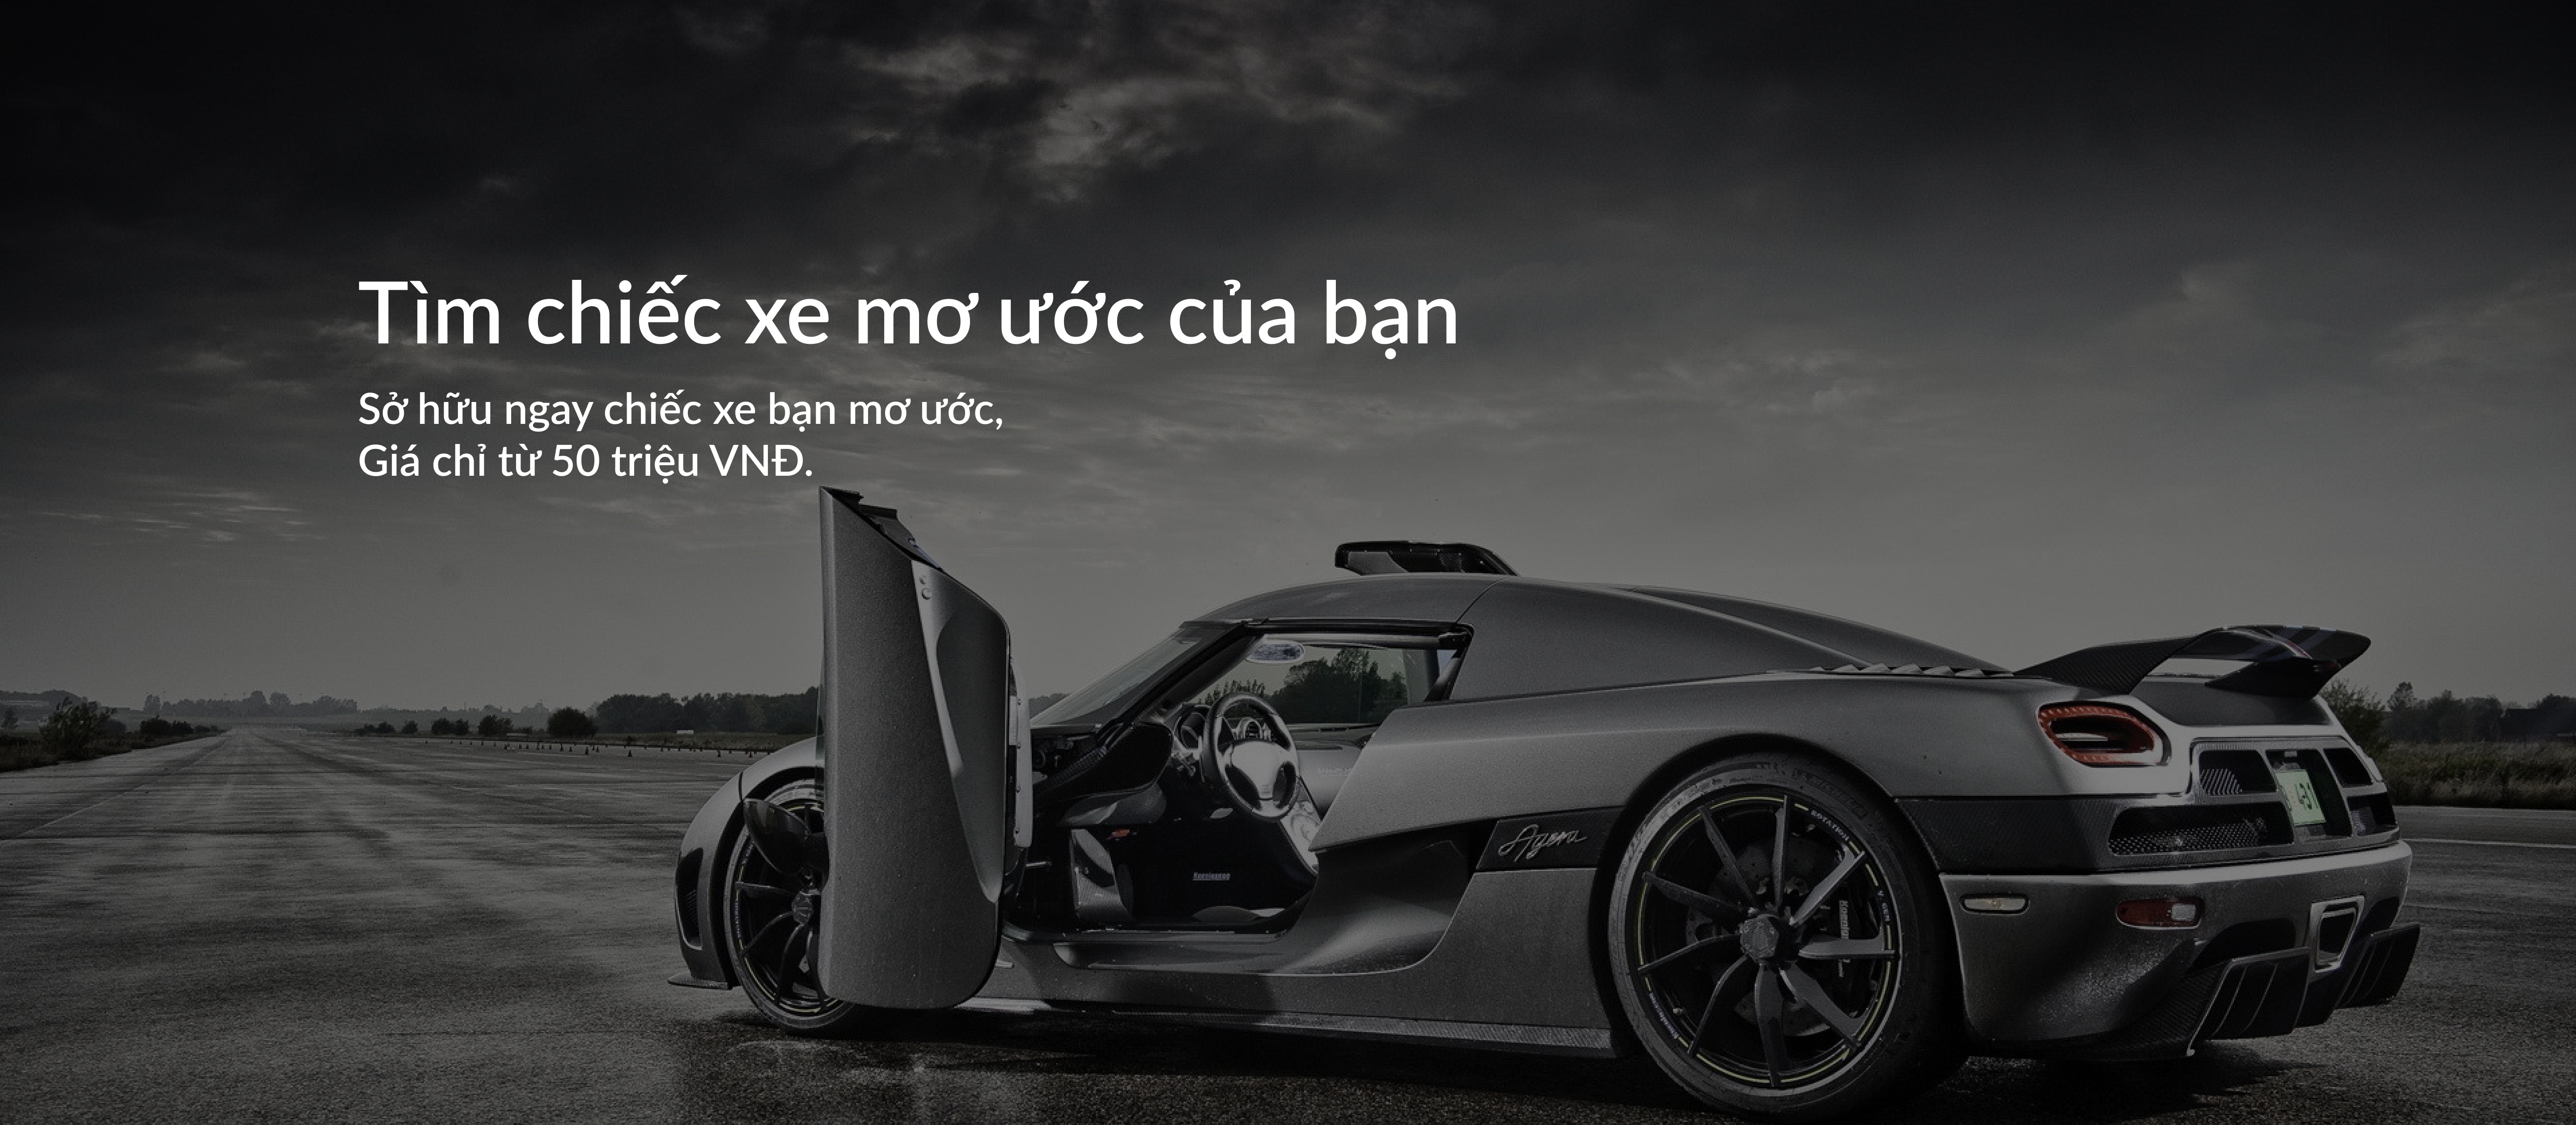 Tìm chiếc xe mơ ước của bạn
Sở hữu ngay chiếc xe bạn mơ ước,
Giá chỉ từ 50 triệu VNĐ.
Agera